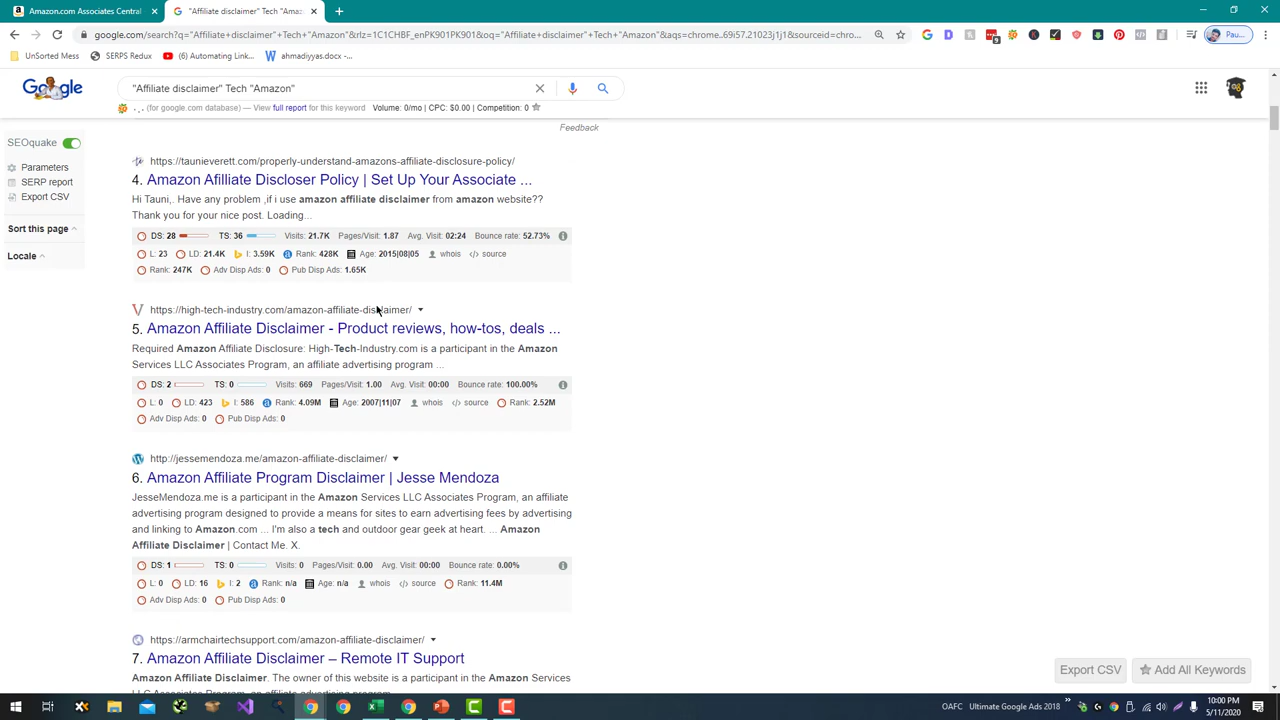 Amazon.com Associates Central
"Affiliate disclaimer" Tech "Amaz
google.com/search?q="Affiliate+disclaimer"+Tech+"Amazon"&rlz=1C1CHBF_enPK901PK901&oq="Affiliate+disclaimer"+Tech+"Amazon"&aqs=chrome..69i57.21023j1j1&sourceid=chro...
Pau...
UnSorted Mess
SERPS Redux
(6) Automating Link...
ahmadiyyas.docx -...
"Affiliate disclaimer" Tech "Amazon"
(for google.com database) – View full report for this keyword Volume: 0/mo | CPC: $0.00 | Competition: 0
Feedback
SEOquake
Parameters
SERP report
Export CSV
Sort this page
Locale
https://taunieverett.com/properly-understand-amazons-affiliate-disclosure-policy/
4. Amazon Afilliate Discloser Policy | Set Up Your Associate ...
Hi Tauni,. Have any problem ,if i use amazon affiliate disclaimer from amazon website??
Thank you for your nice post. Loading...
DS: 28 TS: 36 Visits: 21.7K Pages/Visit: 1.87 Avg. Visit: 02:24 Bounce rate: 52.73%
L: 23 LD: 21.4K I: 3.59K Rank: 428K Age: 2015|08|05 whois source
Rank: 247K Adv Disp Ads: 0 Pub Disp Ads: 1.65K
https://high-tech-industry.com/amazon-affiliate-disclaimer/
5. Amazon Affiliate Disclaimer - Product reviews, how-tos, deals ...
Required Amazon Affiliate Disclosure: High-Tech-Industry.com is a participant in the Amazon
Services LLC Associates Program, an affiliate advertising program ...
DS: 2 TS: 0 Visits: 669 Pages/Visit: 1.00 Avg. Visit: 00:00 Bounce rate: 100.00%
L: 0 LD: 423 I: 586 Rank: 4.09M Age: 2007|11|07 whois source Rank: 2.52M
Adv Disp Ads: 0 Pub Disp Ads: 0
http://jessemendoza.me/amazon-affiliate-disclaimer/
6. Amazon Affiliate Program Disclaimer | Jesse Mendoza
JesseMendoza.me is a participant in the Amazon Services LLC Associates Program, an affiliate
advertising program designed to provide a means for sites to earn advertising fees by advertising
and linking to Amazon.com ... I'm also a tech and outdoor gear geek at heart. ... Amazon
Affiliate Disclaimer | Contact Me. X.
DS: 1 TS: 0 Visits: 0 Pages/Visit: 0.00 Avg. Visit: 00:00 Bounce rate: 0.00%
L: 0 LD: 16 I: 2 Rank: n/a Age: n/a whois source Rank: 11.4M
Adv Disp Ads: 0 Pub Disp Ads: 0
https://armchairtechsupport.com/amazon-affiliate-disclaimer/
7. Amazon Affiliate Disclaimer – Remote IT Support
Amazon Affiliate Disclaimer. The owner of this website is a participant in the Amazon Services
LLC Associates Program, an affiliate advertising program
Export CSV
Add All Keywords
OAFC
Ultimate Google Ads 2018
10:00 PM
5/11/2020